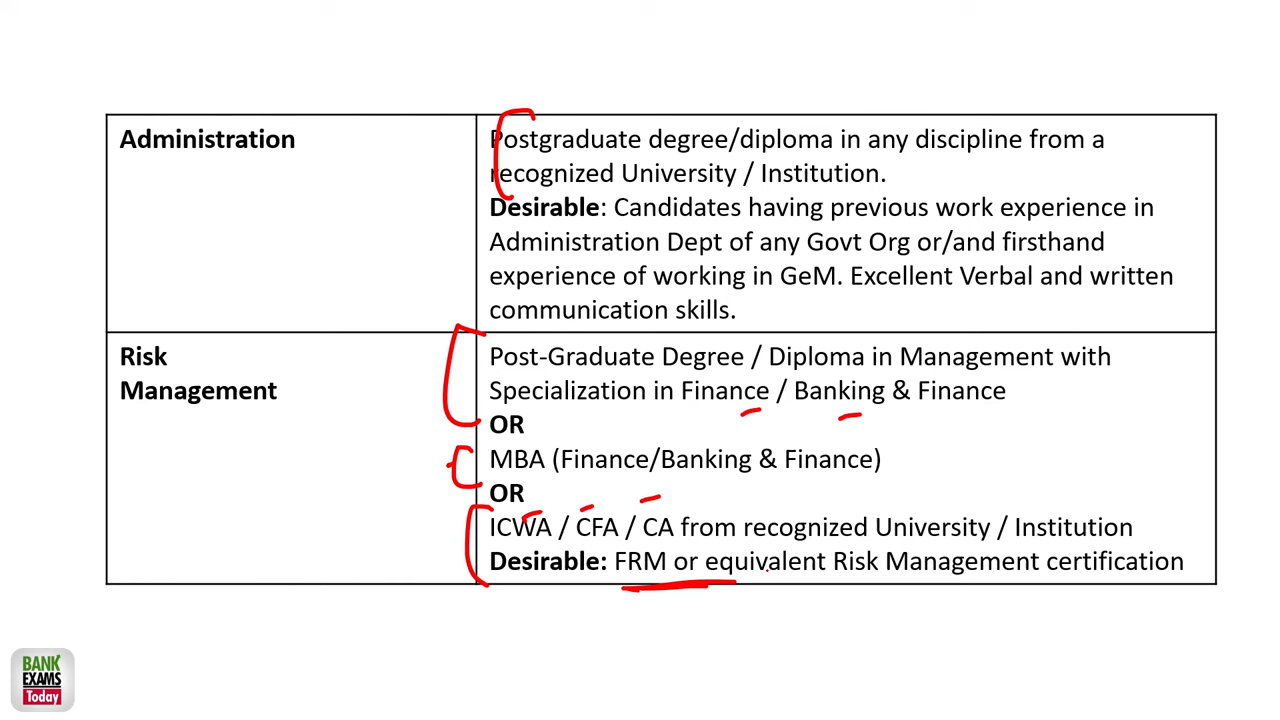 Administration
Postgraduate degree/diploma in any discipline from a
recognized University / Institution.
Desirable: Candidates having previous work experience in
Administration Dept of any Govt Org or/and firsthand
experience of working in GeM. Excellent Verbal and written
communication skills.
Risk
Management
Post-Graduate Degree / Diploma in Management with
Specialization in Finance / Banking & Finance
OR
MBA (Finance/Banking & Finance)
OR
ICWA / CFA / CA from recognized University / Institution
Desirable: FRM or equivalent Risk Management certification
BANK
EXAMS
Today